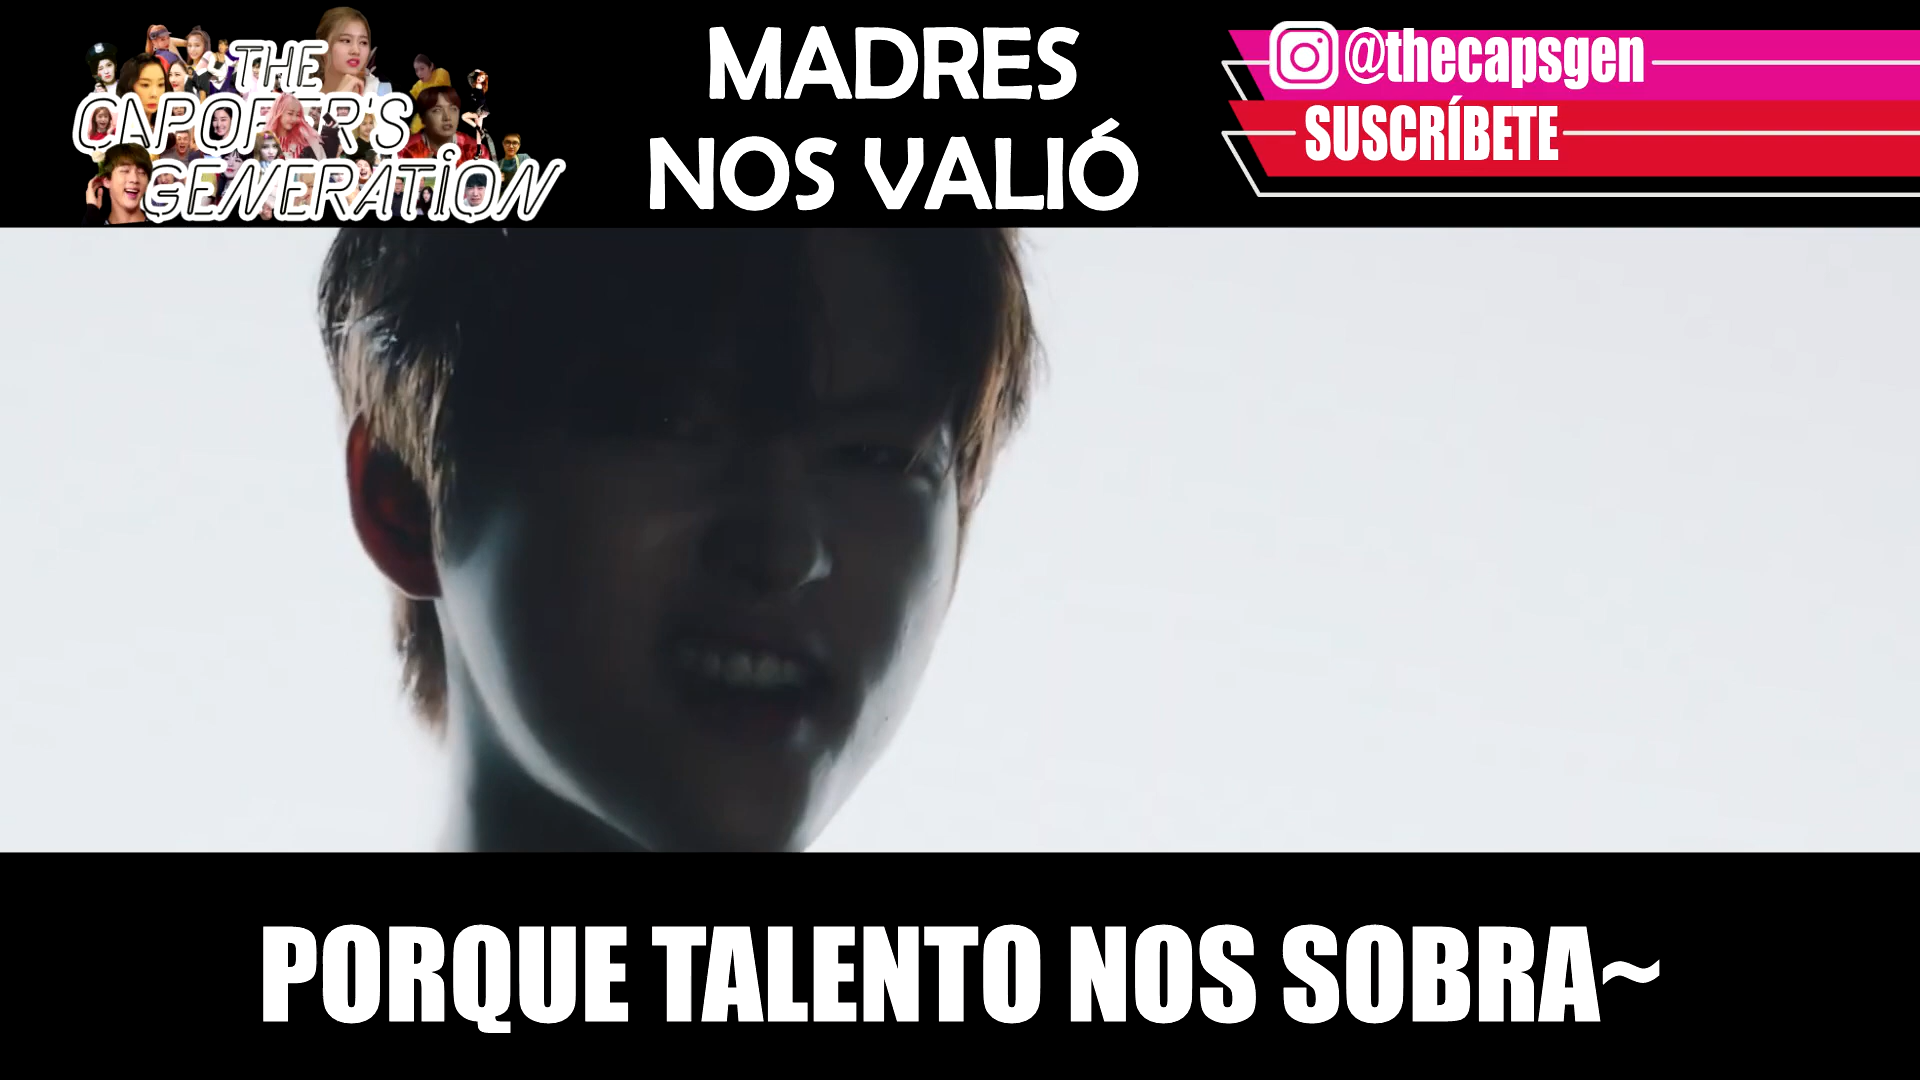 THE
CAPOPER'S
GENERATiON
MADRES
NOS VALIÓ
@thecapsgen
SUSCRÍBETE
PORQUE TALENTO NOS SOBRA~